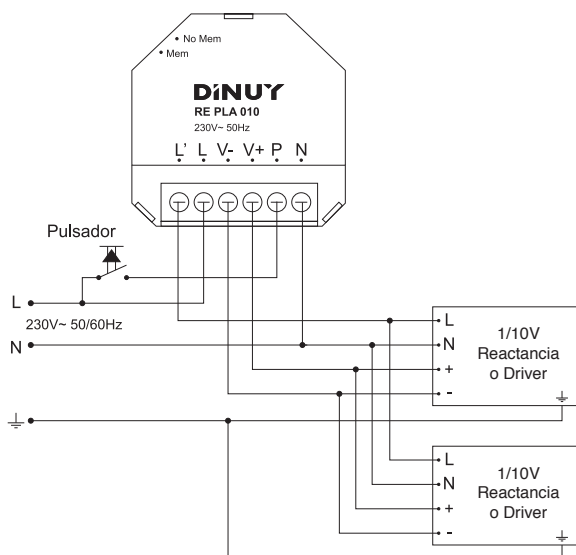 No Mem
Mem
DiNUY
RE PLA 010
230V~ 50Hz
L' L V- V+ P N
Pulsador
L
230V~ 50/60Hz
N
L
N
+
-
1/10V
Reactancia
o Driver
L
N
+
-
1/10V
Reactancia
o Driver